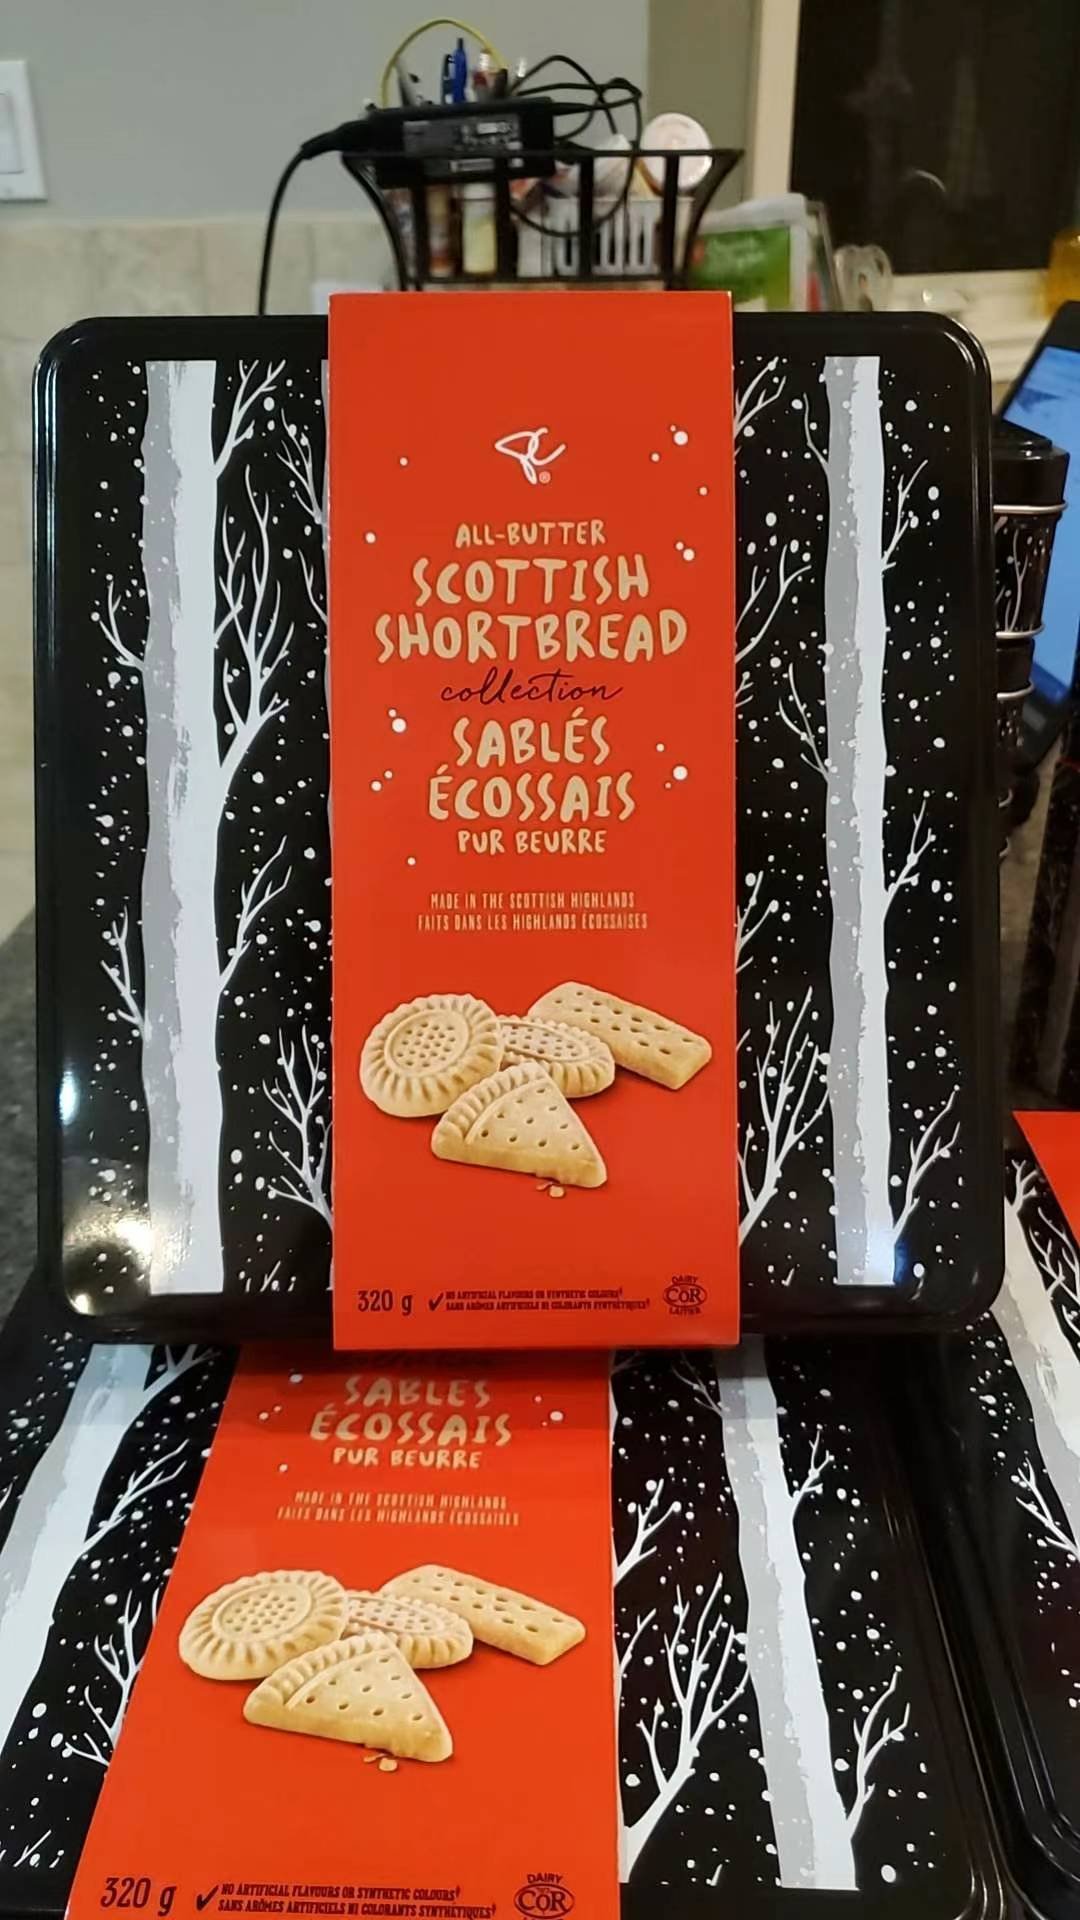 PC®
ALL-BUTTER
SCOTTISH
SHORTBREAD
collection
SABLÉS
ÉCOSSAIS
PUR BEURRE
MADE IN THE SCOTTISH HIGHLANDS
FAITS DANS LES HIGHLANDS ÉCOSSAISES
320 g
NO ARTIFICIAL FLAVOURS OR SYNTHETIC COLOURS†
SANS ARÔMES ARTIFICIELS NI COLORANTS SYNTHÉTIQUES†
DAIRY
COR
LAITIER
SABLÉS
ÉCOSSAIS
PUR BEURRE
MADE IN THE SCOTTISH HIGHLANDS
FAITS DANS LES HIGHLANDS ÉCOSSAISES
320 g
NO ARTIFICIAL FLAVOURS OR SYNTHETIC COLOURS†
SANS ARÔMES ARTIFICIELS NI COLORANTS SYNTHÉTIQUES†
DAIRY
COR